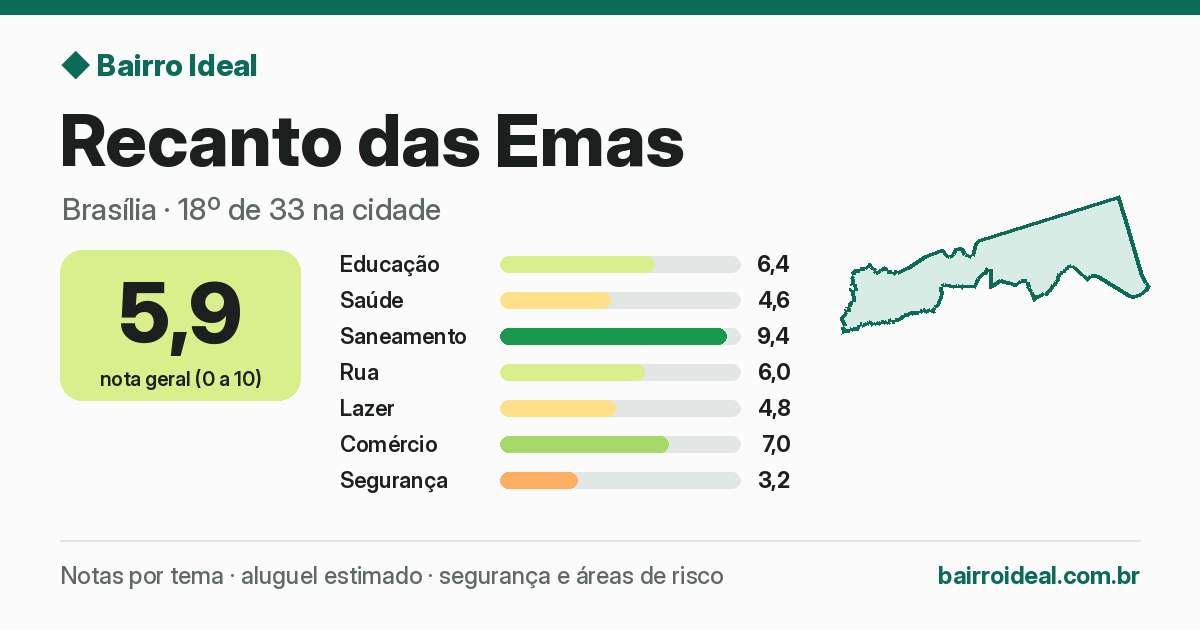 Bairro Ideal
Recanto das Emas
Brasília · 18º de 33 na cidade
5,9
nota geral (0 a 10)
Educação 6,4
Saúde 4,6
Saneamento 9,4
Rua 6,0
Lazer 4,8
Comércio 7,0
Segurança 3,2
Notas por tema · aluguel estimado · segurança e áreas de risco
bairroideal.com.br